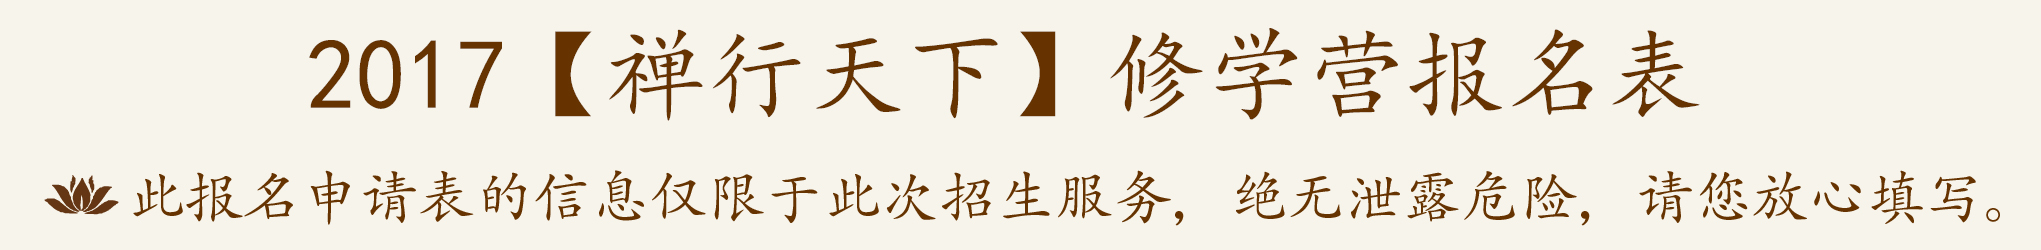 2017【禅行天下】修学营报名表
此报名申请表的信息仅限于此次招生服务，绝无泄露危险，请您放心填写。